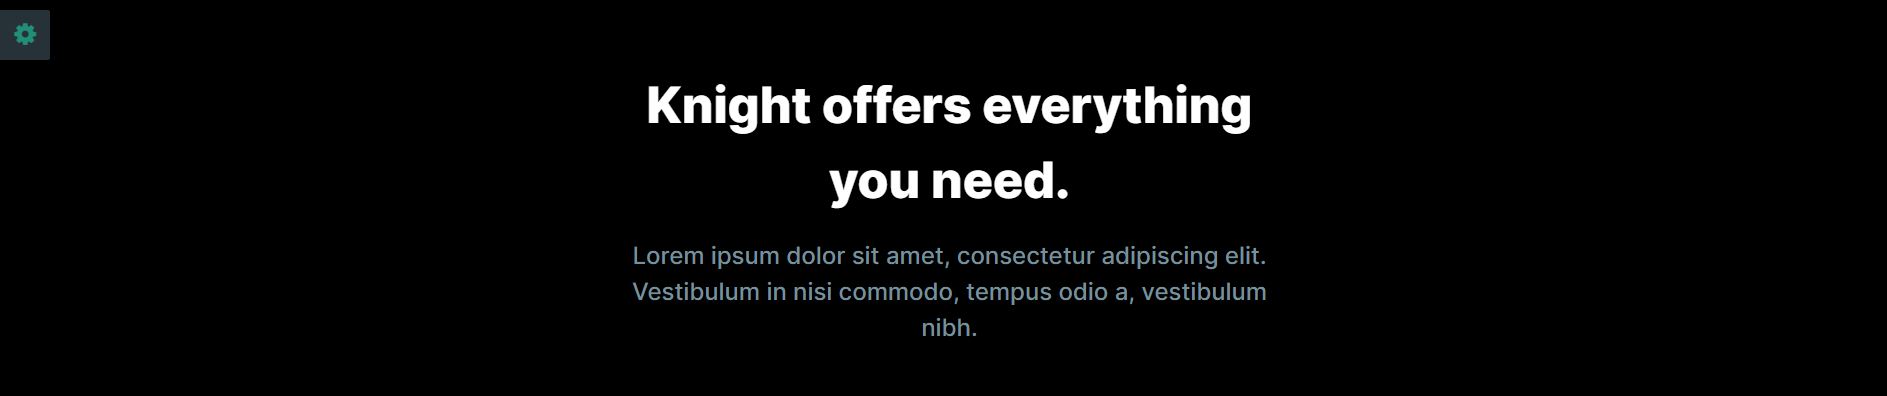 Knight offers everything
you need.
Lorem ipsum dolor sit amet, consectetur adipiscing elit.
Vestibulum in nisi commodo, tempus odio a, vestibulum
nibh.